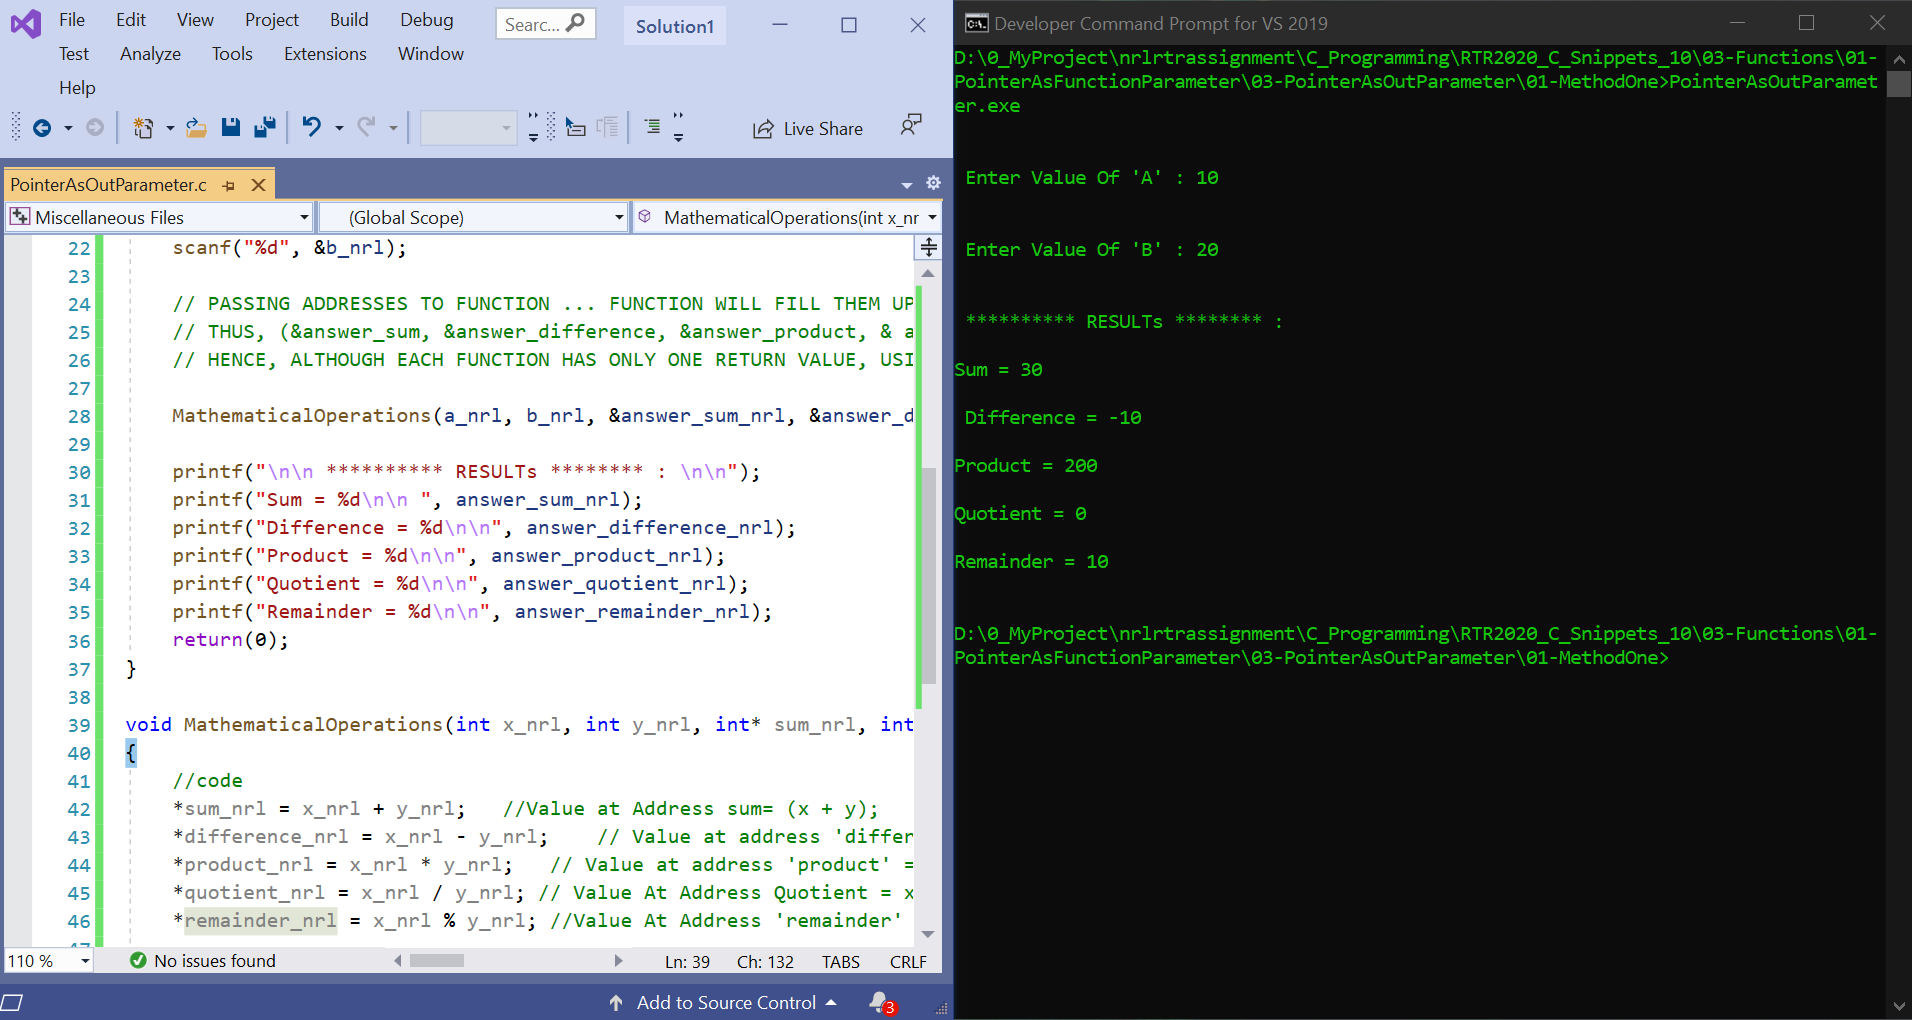 File Edit View Project Build Debug Searc... Solution1
Test Analyze Tools Extensions Window
Help
Live Share
PointerAsOutParameter.c
Miscellaneous Files (Global Scope) MathematicalOperations(int x_nr
22 scanf("%d", &b_nrl);
23
24 // PASSING ADDRESSES TO FUNCTION ... FUNCTION WILL FILL THEM UP
25 // THUS, (&answer_sum, &answer_difference, &answer_product, & a
26 // HENCE, ALTHOUGH EACH FUNCTION HAS ONLY ONE RETURN VALUE, USI
27
28 MathematicalOperations(a_nrl, b_nrl, &answer_sum_nrl, &answer_d
29
30 printf("\n\n ********** RESULTs ******** : \n\n");
31 printf("Sum = %d\n\n ", answer_sum_nrl);
32 printf("Difference = %d\n\n", answer_difference_nrl);
33 printf("Product = %d\n\n", answer_product_nrl);
34 printf("Quotient = %d\n\n", answer_quotient_nrl);
35 printf("Remainder = %d\n\n", answer_remainder_nrl);
36 return(0);
37 }
38
39 void MathematicalOperations(int x_nrl, int y_nrl, int* sum_nrl, int
40 {
41 //code
42 *sum_nrl = x_nrl + y_nrl; //Value at Address sum= (x + y);
43 *difference_nrl = x_nrl - y_nrl; // Value at address 'differ
44 *product_nrl = x_nrl * y_nrl; // Value at address 'product' =
45 *quotient_nrl = x_nrl / y_nrl; // Value At Address Quotient = x
46 *remainder_nrl = x_nrl % y_nrl; //Value At Address 'remainder'
110 % No issues found Ln: 39 Ch: 132 TABS CRLF
Add to Source Control 3
Developer Command Prompt for VS 2019
D:\0_MyProject\nrlrtrassignment\C_Programming\RTR2020_C_Snippets_10\03-Functions\01-
PointerAsFunctionParameter\03-PointerAsOutParameter\01-MethodOne>PointerAsOutParamet
er.exe
Enter Value Of 'A' : 10
Enter Value Of 'B' : 20
********** RESULTs ******** :
Sum = 30
Difference = -10
Product = 200
Quotient = 0
Remainder = 10
D:\0_MyProject\nrlrtrassignment\C_Programming\RTR2020_C_Snippets_10\03-Functions\01-
PointerAsFunctionParameter\03-PointerAsOutParameter\01-MethodOne>